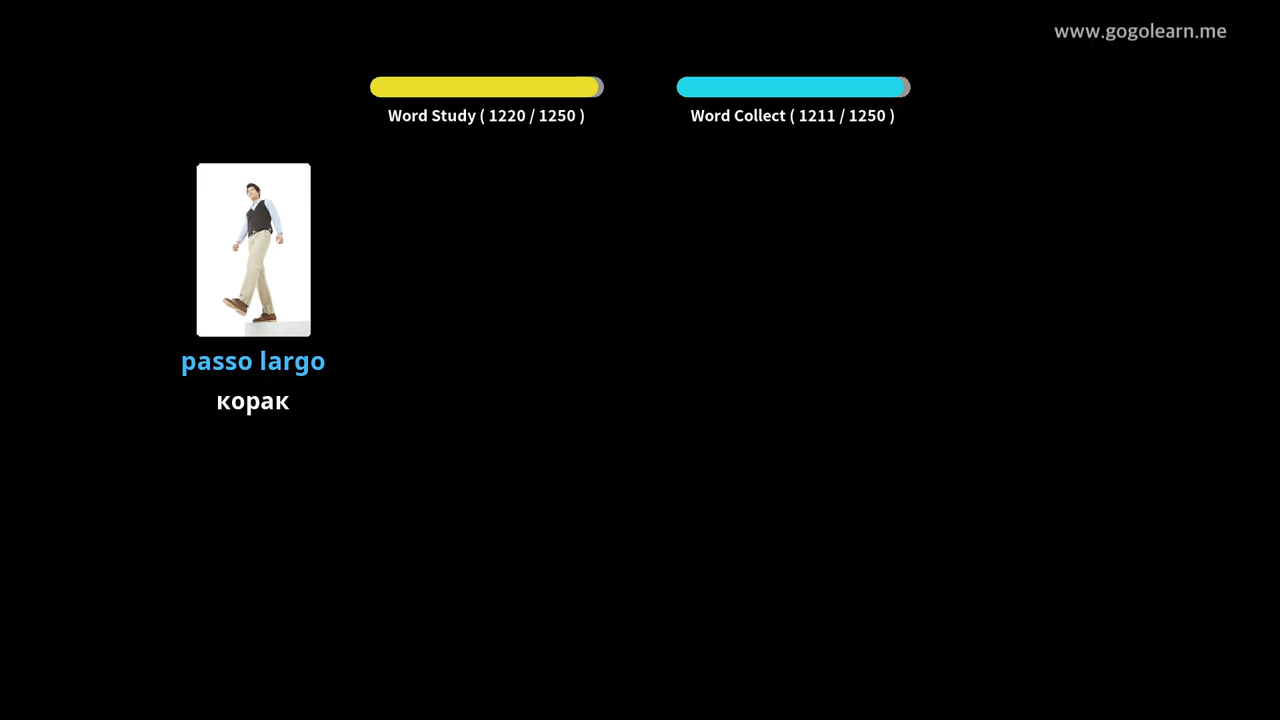 www.gogolearn.me
Word Study ( 1220 / 1250 )
Word Collect ( 1211 / 1250 )
passo largo
корак